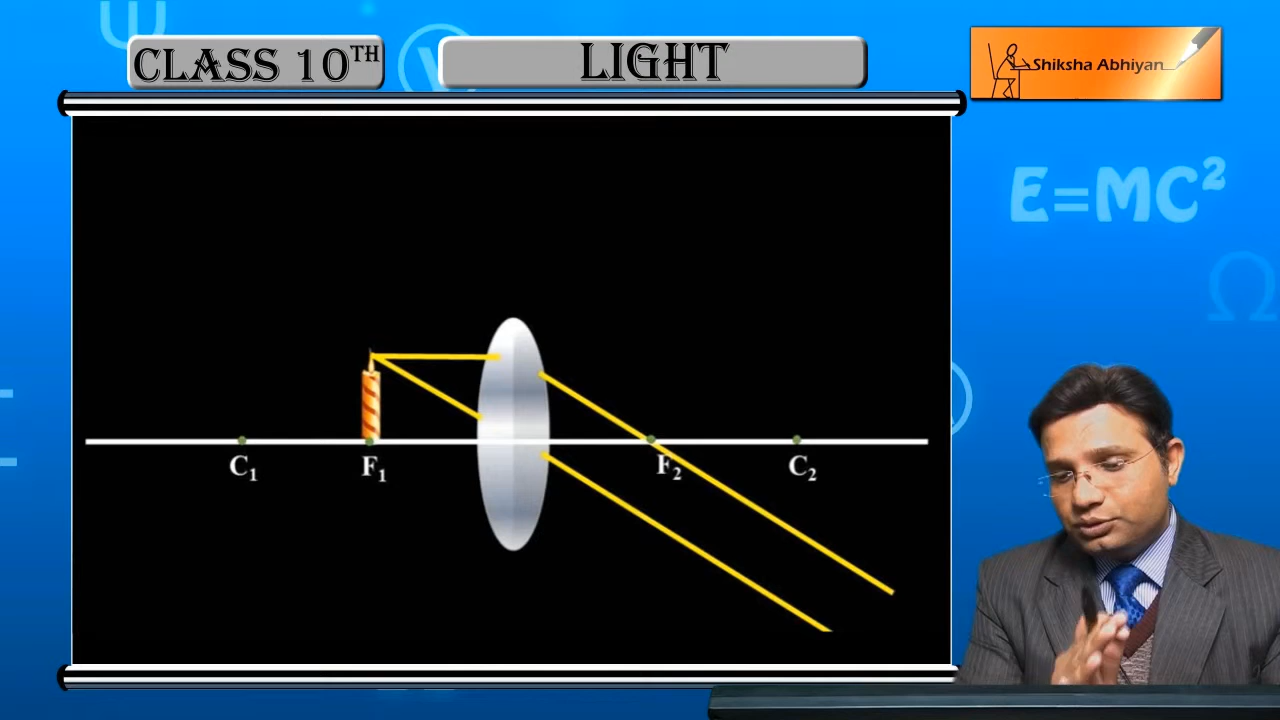 CLASS 10TH
LIGHT
Shiksha Abhiyan
E=MC²
Ω
C₁
F₁
F₂
C₂